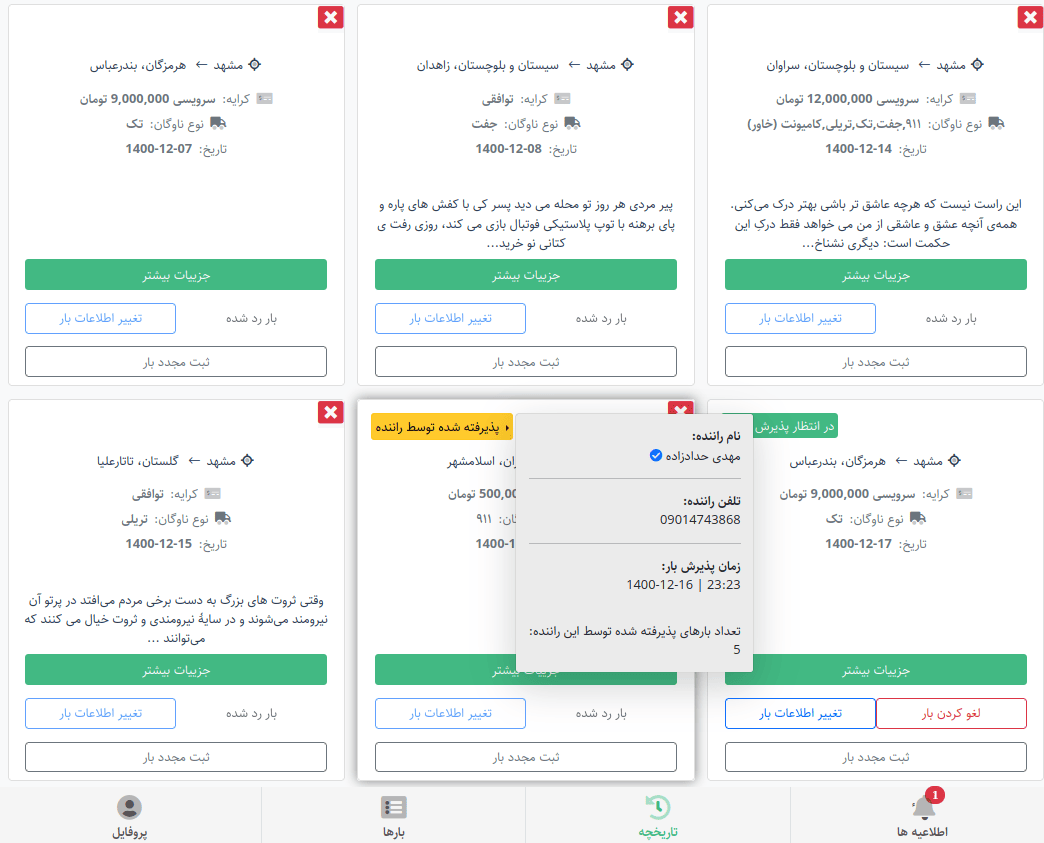 مشهد ← سیستان و بلوچستان، سراوان
کرایه: سرویسی 12,000,000 تومان
نوع ناوگان: ۹۱۱,جفت,تک,تریلی,کامیونت (خاور)
تاریخ: 1400-12-14
این راست نیست که هرچه عاشق تر باشی بهتر درک می‌کنی.
همه‌ی آنچه عشق و عاشقی از من می خواهد فقط درکِ این
حکمت است: دیگری نشناخ...
جزییات بیشتر
بار رد شده
تغییر اطلاعات بار
ثبت مجدد بار
مشهد ← سیستان و بلوچستان، زاهدان
کرایه: توافقی
نوع ناوگان: جفت
تاریخ: 1400-12-08
پیر مردی هر روز تو محله می دید پسر کی با کفش های پاره و
پای برهنه با توپ پلاستیکی فوتبال بازی می کند، روزی رفت ی
کتانی نو خرید...
جزییات بیشتر
بار رد شده
تغییر اطلاعات بار
ثبت مجدد بار
مشهد ← هرمزگان، بندرعباس
کرایه: سرویسی 9,000,000 تومان
نوع ناوگان: تک
تاریخ: 1400-12-07
جزییات بیشتر
بار رد شده
تغییر اطلاعات بار
ثبت مجدد بار
در انتظار پذیرش
مشهد ← هرمزگان، بندرعباس
کرایه: سرویسی 9,000,000 تومان
نوع ناوگان: تک
تاریخ: 1400-12-17
جزییات بیشتر
لغو کردن بار
تغییر اطلاعات بار
ثبت مجدد بار
پذیرفته شده توسط راننده
نام راننده:
مهدی حدادزاده
تلفن راننده:
09014743868
زمان پذیرش بار:
23:23 | 1400-12-16
تعداد بارهای پذیرفته شده توسط این راننده:
5
اسلامشهر
تومان
۹۱۱
بیشتر
بار رد شده
تغییر اطلاعات بار
ثبت مجدد بار
مشهد ← گلستان، تاتارعلیا
کرایه: توافقی
نوع ناوگان: تریلی
تاریخ: 1400-12-15
وقتی ثروت های بزرگ به دست برخی مردم می‌افتد در پرتو آن
نیرومند می‌شوند و در سایهٔ نیرومندی و ثروت خیال می کنند که
می‌توانند ...
جزییات بیشتر
بار رد شده
تغییر اطلاعات بار
ثبت مجدد بار
1
اطلاعیه ها
تاریخچه
بارها
پروفایل